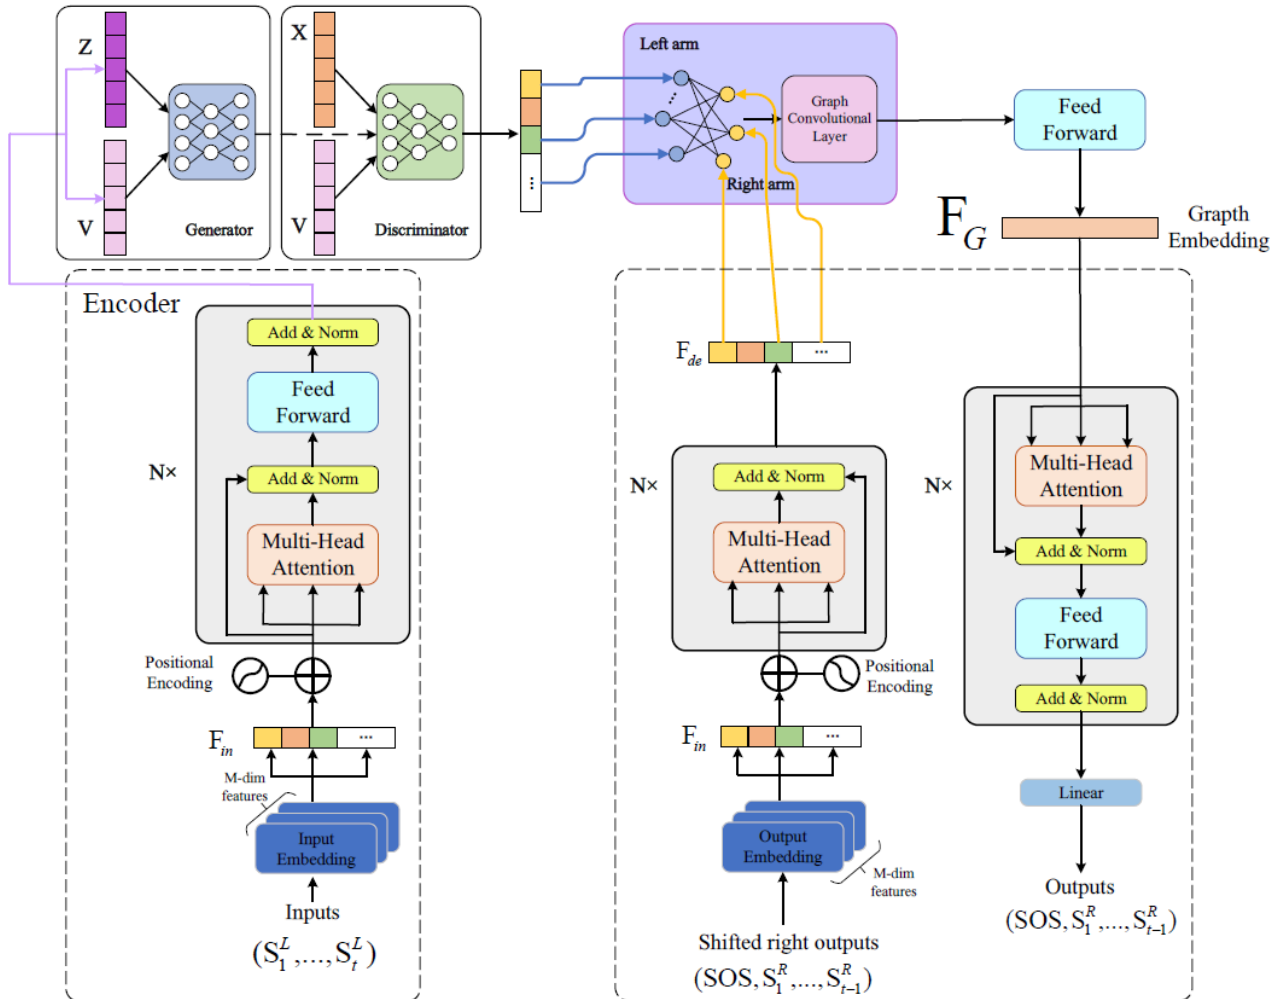 Z
V
Generator
X
V
Discriminator
⋮
Left arm
⋮
Graph
Convolutional
Layer
Right arm
Feed
Forward
F_G
Grapth
Embedding
Encoder
Add & Norm
Feed
Forward
N×
Add & Norm
Multi-Head
Attention
Positional
Encoding
F_in
...
M-dim
features
Input
Embedding
Inputs
(S_1^L,...,S_t^L)
F_de
...
N×
Add & Norm
Multi-Head
Attention
Positional
Encoding
F_in
...
Output
Embedding
M-dim
features
Shifted right outputs
(SOS,S_1^R,...,S_{t-1}^R)
N×
Multi-Head
Attention
Add & Norm
Feed
Forward
Add & Norm
Linear
Outputs
(SOS,S_1^R,...,S_{t-1}^R)